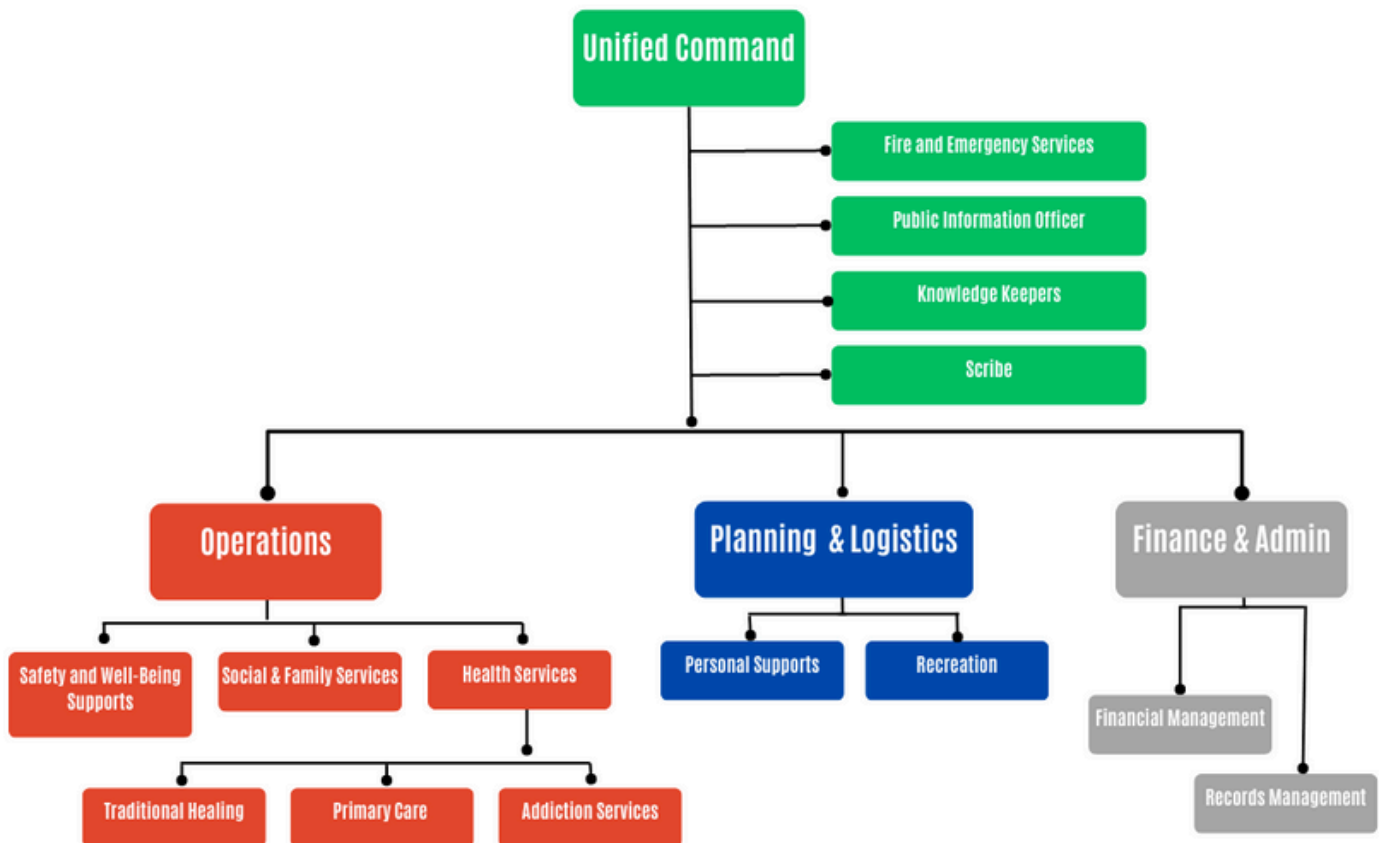 Unified Command
Fire and Emergency Services
Public Information Officer
Knowledge Keepers
Scribe
Operations
Planning & Logistics
Finance & Admin
Safety and Well-Being
Supports
Social & Family Services
Health Services
Personal Supports
Recreation
Financial Management
Records Management
Traditional Healing
Primary Care
Addiction Services